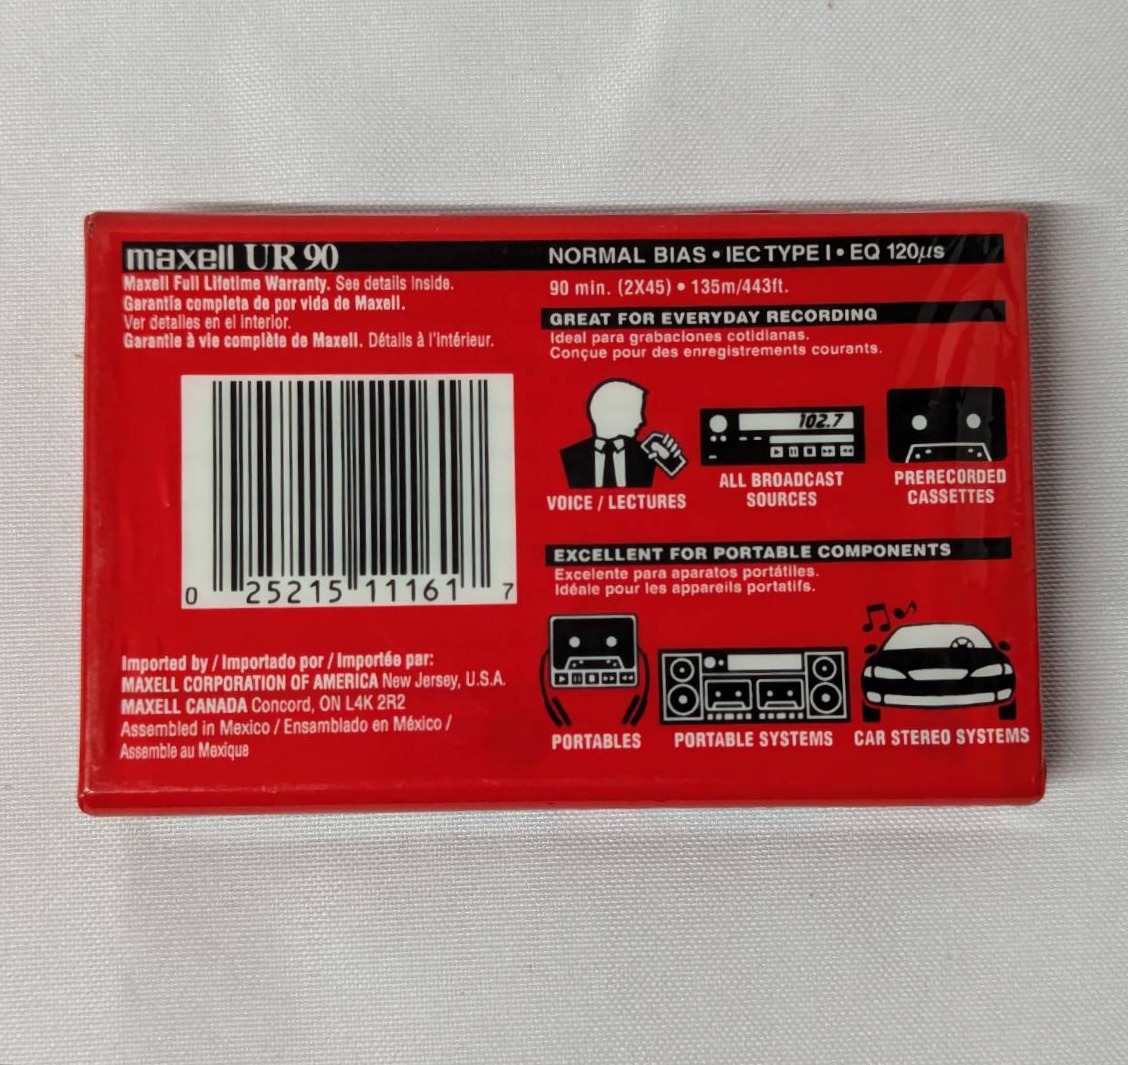 maxell UR 90
Maxell Full Lifetime Warranty. See details inside.
Garantía completa de por vida de Maxell.
Ver detalles en el interior.
Garantie à vie complète de Maxell. Détails à l'intérieur.
0 25215 11161 7
Imported by / Importado por / Importée par:
MAXELL CORPORATION OF AMERICA New Jersey, U.S.A.
MAXELL CANADA Concord, ON L4K 2R2
Assembled in Mexico / Ensamblado en México /
Assemble au Mexique
NORMAL BIAS • IEC TYPE I • EQ 120μs
90 min. (2X45) • 135m/443ft.
GREAT FOR EVERYDAY RECORDING
Ideal para grabaciones cotidianas.
Conçue pour des enregistrements courants.
102.7
VOICE / LECTURES
ALL BROADCAST
SOURCES
PRERECORDED
CASSETTES
EXCELLENT FOR PORTABLE COMPONENTS
Excelente para aparatos portátiles.
Idéale pour les appareils portatifs.
PORTABLES
PORTABLE SYSTEMS
CAR STEREO SYSTEMS